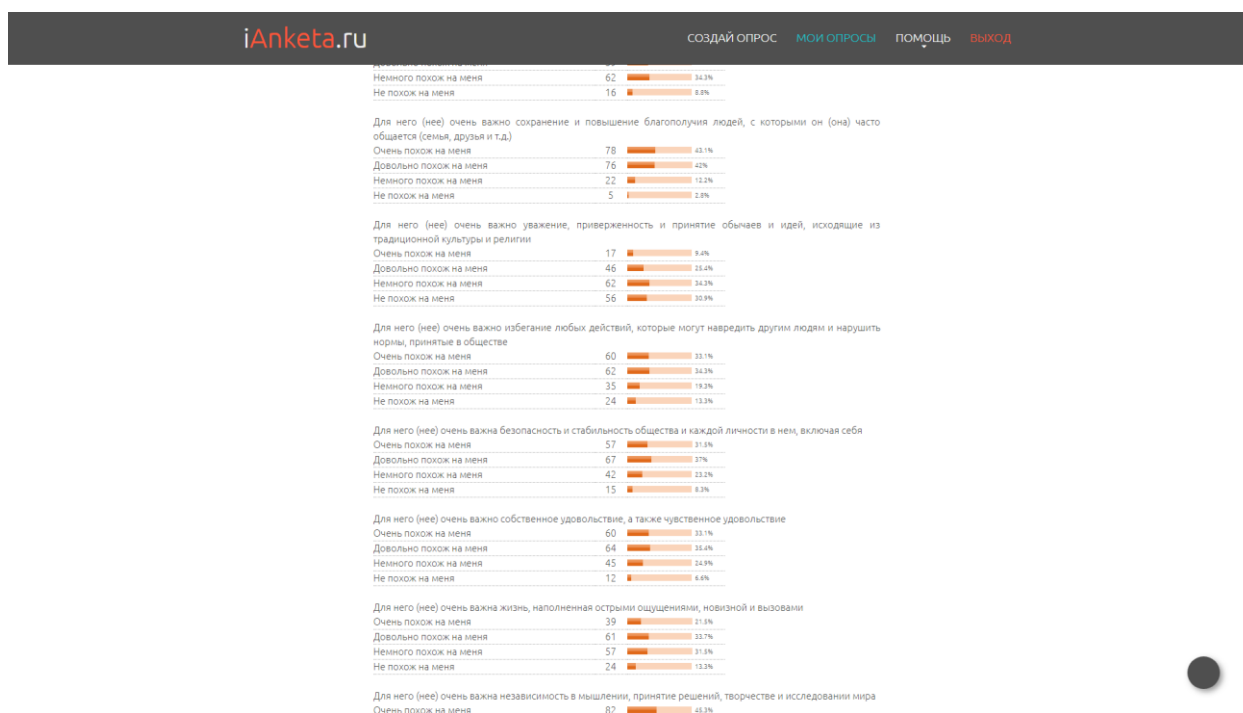 iAnketa.ru
СОЗДАЙ ОПРОС МОИ ОПРОСЫ ПОМОЩЬ ВЫХОД
Немного похож на меня 62 34.3%
Не похож на меня 16 8.8%
Для него (нее) очень важно сохранение и повышение благополучия людей, с которыми он (она) часто
общается (семья, друзья и т.д.)
Очень похож на меня 78 43.1%
Довольно похож на меня 76 42%
Немного похож на меня 22 12.2%
Не похож на меня 5 2.8%
Для него (нее) очень важно уважение, приверженность и принятие обычаев и идей, исходящие из
традиционной культуры и религии
Очень похож на меня 17 9.4%
Довольно похож на меня 46 25.4%
Немного похож на меня 62 34.3%
Не похож на меня 56 30.9%
Для него (нее) очень важно избегание любых действий, которые могут навредить другим людям и нарушить
нормы, принятые в обществе
Очень похож на меня 60 33.1%
Довольно похож на меня 62 34.3%
Немного похож на меня 35 19.3%
Не похож на меня 24 13.3%
Для него (нее) очень важна безопасность и стабильность общества и каждой личности в нем, включая себя
Очень похож на меня 57 31.5%
Довольно похож на меня 67 37%
Немного похож на меня 42 23.2%
Не похож на меня 15 8.3%
Для него (нее) очень важно собственное удовольствие, а также чувственное удовольствие
Очень похож на меня 60 33.1%
Довольно похож на меня 64 35.4%
Немного похож на меня 45 24.9%
Не похож на меня 12 6.6%
Для него (нее) очень важна жизнь, наполненная острыми ощущениями, новизной и вызовами
Очень похож на меня 39 21.5%
Довольно похож на меня 61 33.7%
Немного похож на меня 57 31.5%
Не похож на меня 24 13.3%
Для него (нее) очень важна независимость в мышлении, принятие решений, творчестве и исследовании мира
Очень похож на меня 82 45.3%